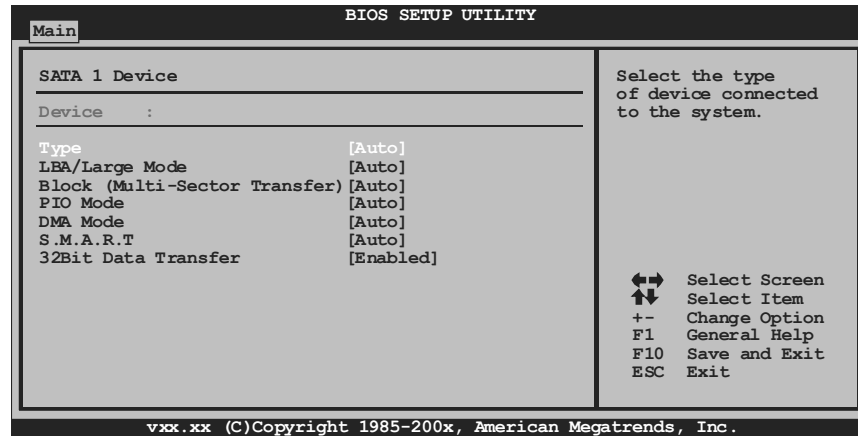 BIOS SETUP UTILITY
Main
SATA 1 Device
Device :
Type [Auto]
LBA/Large Mode [Auto]
Block (Multi-Sector Transfer) [Auto]
PIO Mode [Auto]
DMA Mode [Auto]
S.M.A.R.T [Auto]
32Bit Data Transfer [Enabled]
Select the type
of device connected
to the system.
Select Screen
Select Item
+- Change Option
F1 General Help
F10 Save and Exit
ESC Exit
vxx.xx (C)Copyright 1985-200x, American Megatrends, Inc.